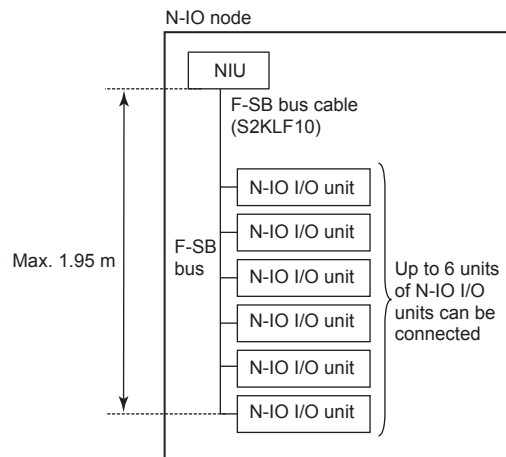 N-IO node
NIU
F-SB bus cable
(S2KLF10)
N-IO I/O unit
N-IO I/O unit
N-IO I/O unit
N-IO I/O unit
N-IO I/O unit
N-IO I/O unit
F-SB
bus
Max. 1.95 m
Up to 6 units
of N-IO I/O
units can be
connected